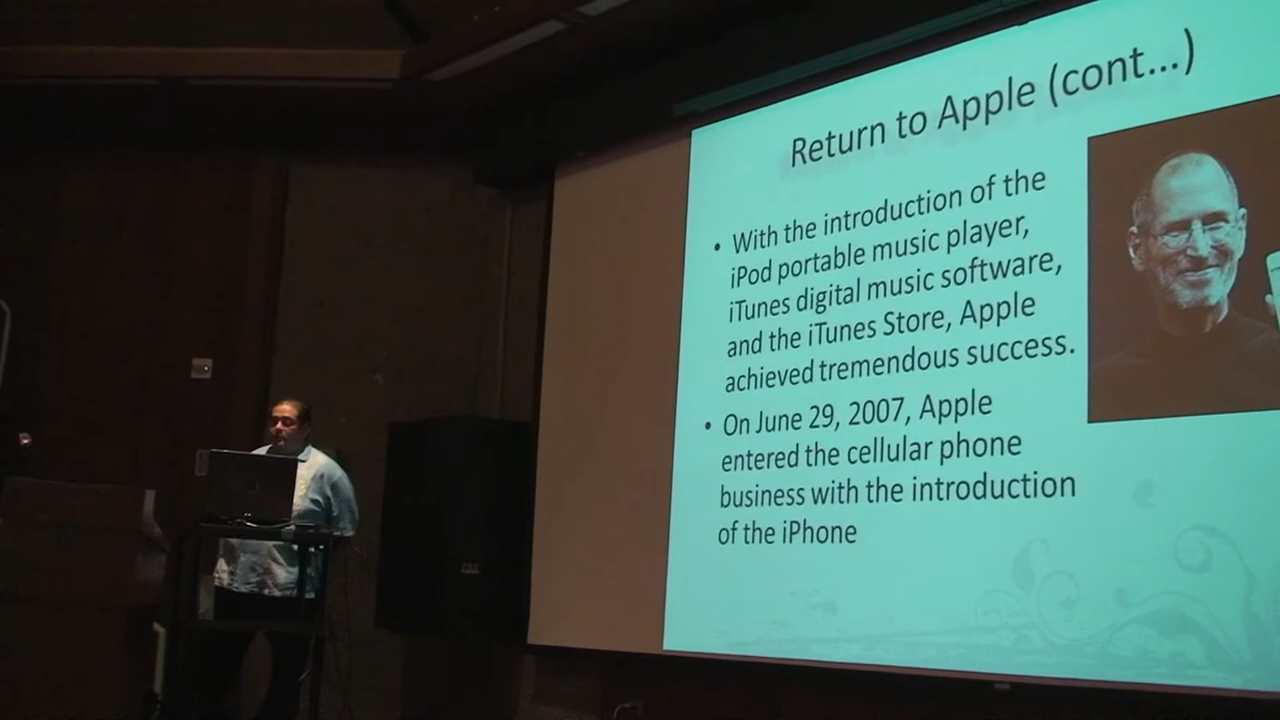 Return to Apple (cont...)
• With the introduction of the
iPod portable music player,
iTunes digital music software,
and the iTunes Store, Apple
achieved tremendous success.
• On June 29, 2007, Apple
entered the cellular phone
business with the introduction
of the iPhone